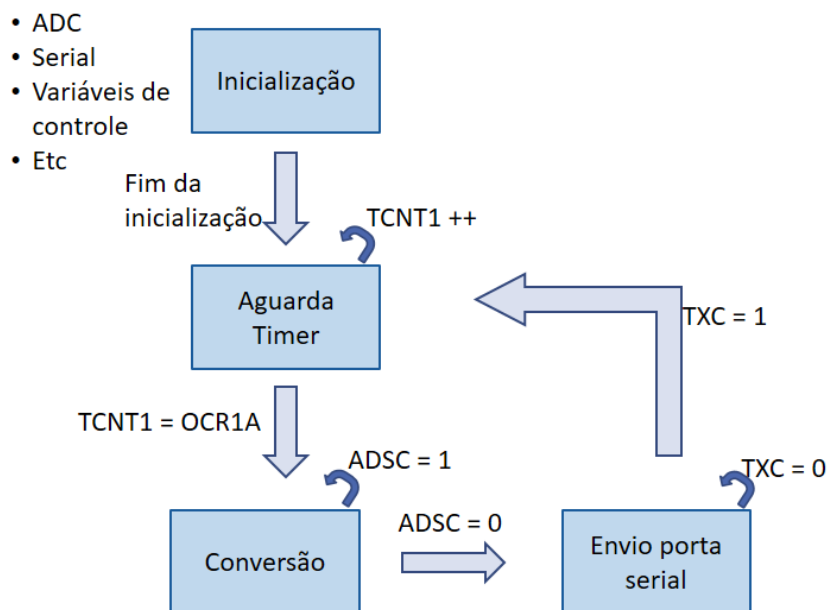 • ADC
• Serial
• Variáveis de
controle
• Etc
Inicialização
Fim da
inicialização
TCNT1 ++
Aguarda
Timer
TXC = 1
TCNT1 = OCR1A
ADSC = 1
TXC = 0
Conversão
ADSC = 0
Envio porta
serial